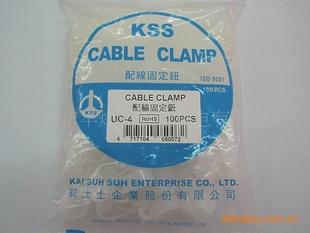 KSS
CABLE CLAMP
配線固定鈕
ISO 9001
100PCS
KSS
CABLE CLAMP
配線固定鈕
UC-4 RoHS 100PCS
4 717104 050072
KAI SUH SUH ENTERPRISE CO., LTD.
凱士士企業股份有限公司